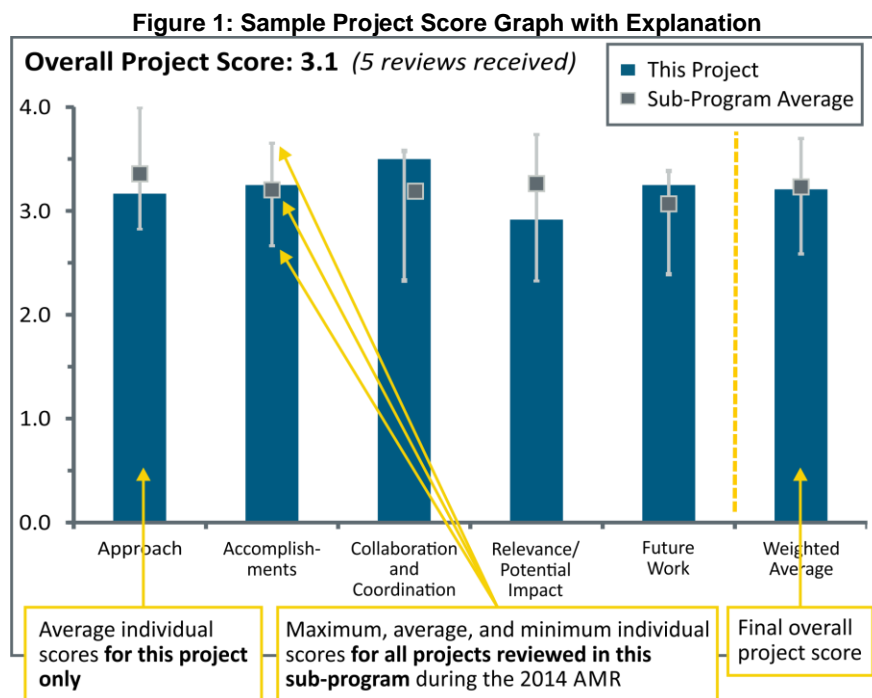 Figure 1: Sample Project Score Graph with Explanation
Overall Project Score: 3.1 (5 reviews received)
This Project
Sub-Program Average
4.0
3.0
2.0
1.0
0.0
Approach
Accomplish-
ments
Collaboration
and
Coordination
Relevance/
Potential
Impact
Future
Work
Weighted
Average
Average individual
scores for this project
only
Maximum, average, and minimum individual
scores for all projects reviewed in this
sub-program during the 2014 AMR
Final overall
project score